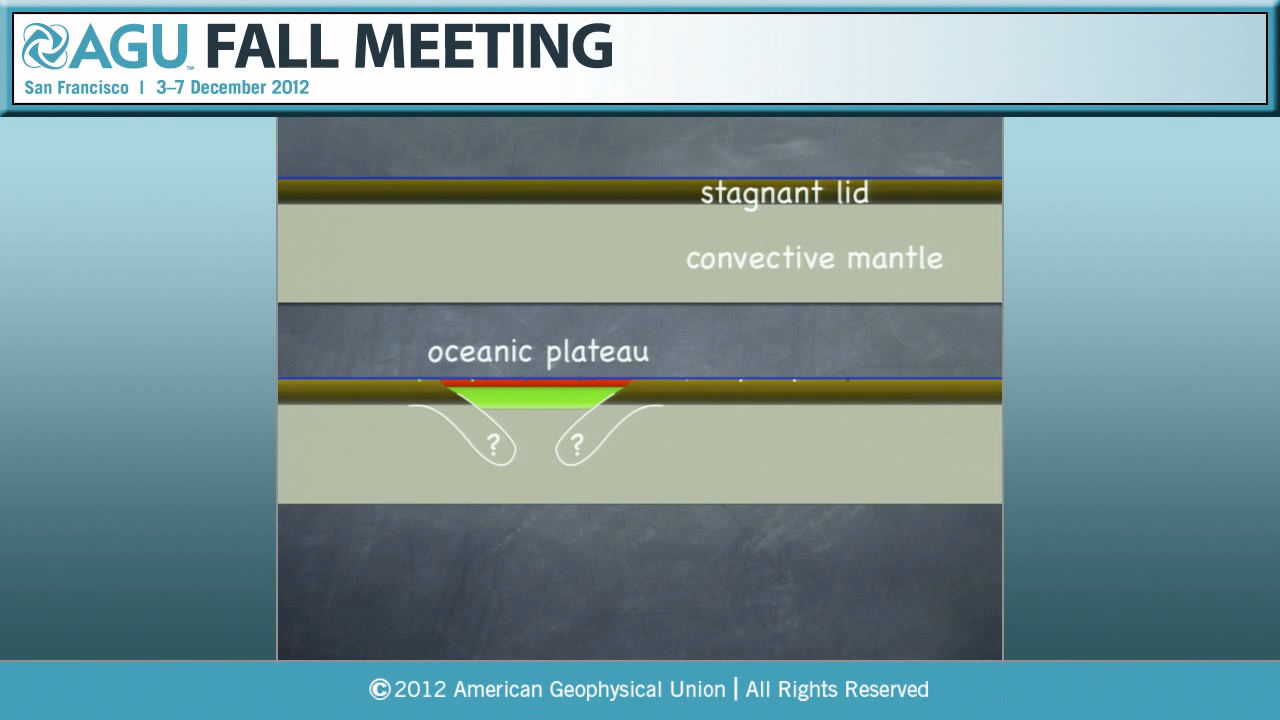 AGU™ FALL MEETING
San Francisco | 3–7 December 2012
stagnant lid
convective mantle
oceanic plateau
? ?
©2012 American Geophysical Union | All Rights Reserved